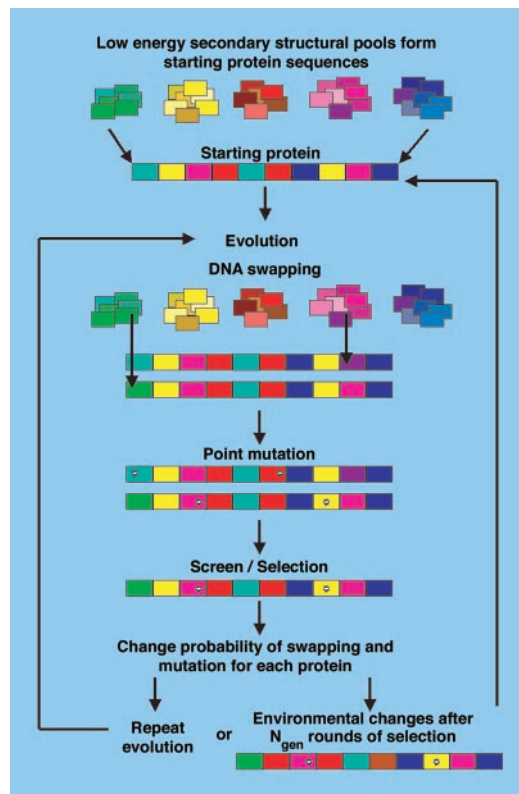 Low energy secondary structural pools form
starting protein sequences
Starting protein
Evolution
DNA swapping
Point mutation
Screen / Selection
Change probability of swapping and
mutation for each protein
Repeat
evolution
or
Environmental changes after
N_gen rounds of selection